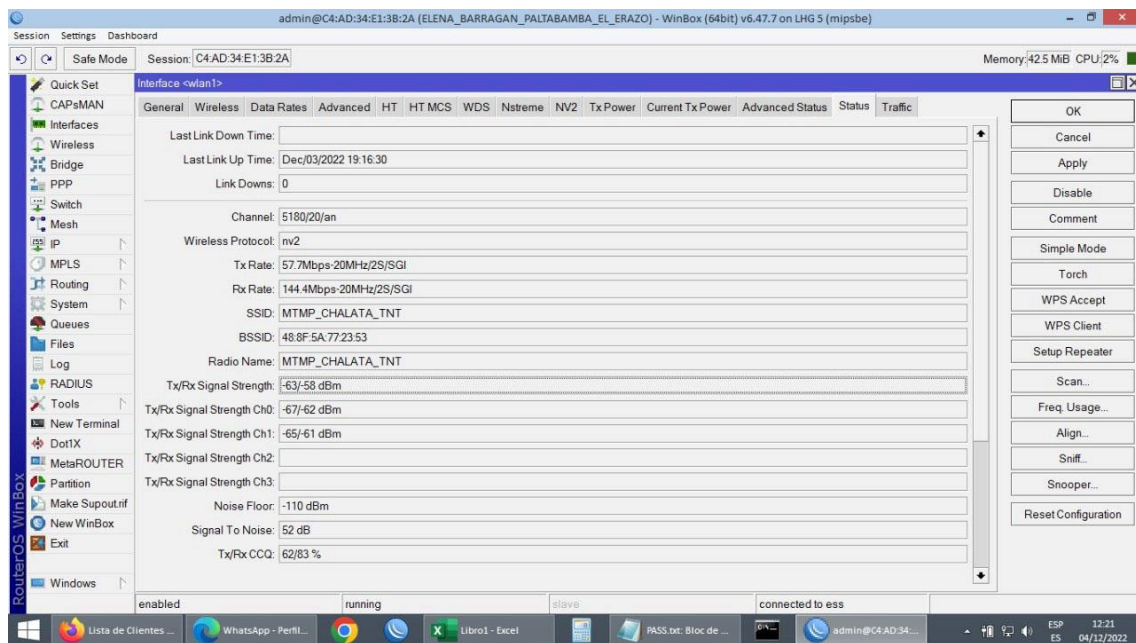 admin@C4:AD:34:E1:3B:2A (ELENA_BARRAGAN_PALTABAMBA_EL_ERAZO) - WinBox (64bit) v6.47.7 on LHG 5 (mipsbe)
Session Settings Dashboard
Safe Mode Session: C4:AD:34:E1:3B:2A Memory: 42.5 MiB CPU: 2%
RouterOS WinBox
Quick Set
CAPsMAN
Interfaces
Wireless
Bridge
PPP
Switch
Mesh
IP
MPLS
Routing
System
Queues
Files
Log
RADIUS
Tools
New Terminal
Dot1X
MetaROUTER
Partition
Make Supout.rif
New WinBox
Exit
Windows
Interface <wlan1>
General Wireless Data Rates Advanced HT HT MCS WDS Nstreme NV2 Tx Power Current Tx Power Advanced Status Status Traffic
Last Link Down Time:
Last Link Up Time: Dec/03/2022 19:16:30
Link Downs: 0
Channel: 5180/20/an
Wireless Protocol: nv2
Tx Rate: 57.7Mbps-20MHz/2S/SGI
Rx Rate: 144.4Mbps-20MHz/2S/SGI
SSID: MTMP_CHALATA_TNT
BSSID: 48:8F:5A:77:23:53
Radio Name: MTMP_CHALATA_TNT
Tx/Rx Signal Strength: -63/-58 dBm
Tx/Rx Signal Strength Ch0: -67/-62 dBm
Tx/Rx Signal Strength Ch1: -65/-61 dBm
Tx/Rx Signal Strength Ch2:
Tx/Rx Signal Strength Ch3:
Noise Floor: -110 dBm
Signal To Noise: 52 dB
Tx/Rx CCQ: 62/83 %
OK
Cancel
Apply
Disable
Comment
Simple Mode
Torch
WPS Accept
WPS Client
Setup Repeater
Scan...
Freq. Usage...
Align...
Sniff...
Snooper...
Reset Configuration
enabled running slave connected to ess
Lista de Clientes ... WhatsApp - Perfil... Libro1 - Excel PASS.txt: Bloc de ... admin@C4:AD:34:... ESP 12:21
ES 04/12/2022